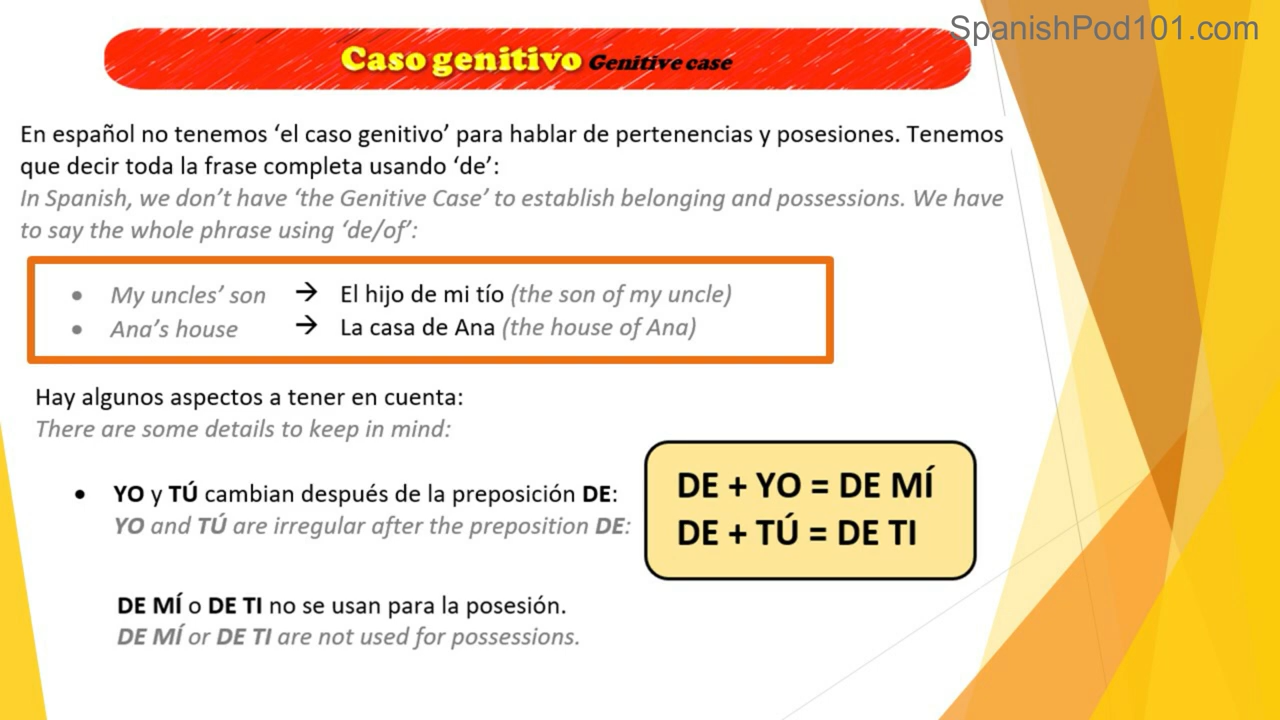 SpanishPod101.com
Caso genitivo Genitive case
En español no tenemos ‘el caso genitivo’ para hablar de pertenencias y posesiones. Tenemos
que decir toda la frase completa usando ‘de’:
In Spanish, we don’t have ‘the Genitive Case’ to establish belonging and possessions. We have
to say the whole phrase using ‘de/of’:
• My uncles’ son → El hijo de mi tío (the son of my uncle)
• Ana’s house → La casa de Ana (the house of Ana)
Hay algunos aspectos a tener en cuenta:
There are some details to keep in mind:
• YO y TÚ cambian después de la preposición DE:
YO and TÚ are irregular after the preposition DE:
DE + YO = DE MÍ
DE + TÚ = DE TI
DE MÍ o DE TI no se usan para la posesión.
DE MÍ or DE TI are not used for possessions.